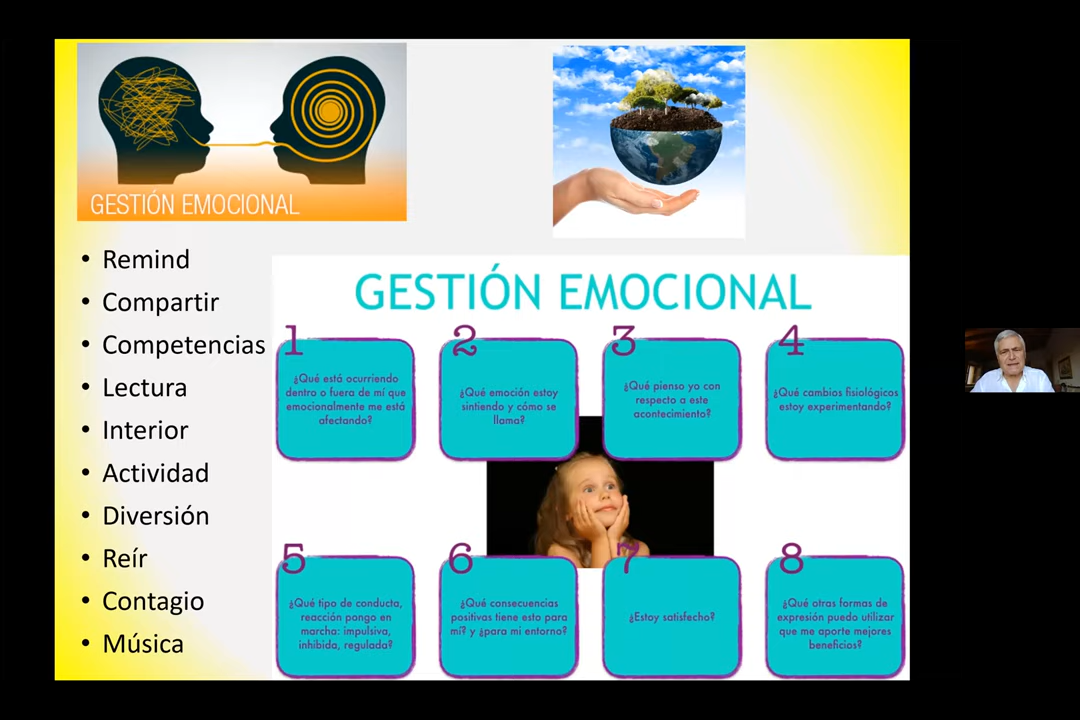 GESTIÓN EMOCIONAL
• Remind
• Compartir
• Competencias
• Lectura
• Interior
• Actividad
• Diversión
• Reír
• Contagio
• Música
GESTIÓN EMOCIONAL
1
¿Qué está ocurriendo
dentro o fuera de mí que
emocionalmente me está
afectando?
2
¿Qué emoción estoy
sintiendo y cómo se
llama?
3
¿Qué pienso yo con
respecto a este
acontecimiento?
4
¿Qué cambios fisiológicos
estoy experimentando?
5
¿Qué tipo de conducta,
reacción pongo en
marcha: impulsiva,
inhibida, regulada?
6
¿Qué consecuencias
positivas tiene esto para
mí? y ¿para mi entorno?
7
¿Estoy satisfecho?
8
¿Qué otras formas de
expresión puedo utilizar
que me aporte mejores
beneficios?